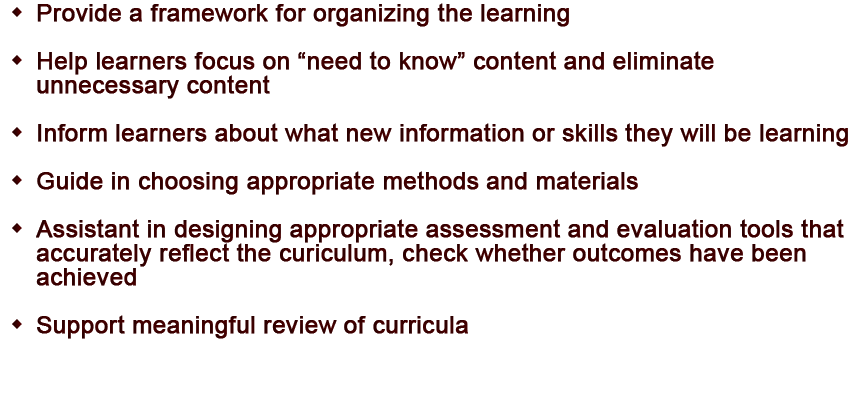 ◆ Provide a framework for organizing the learning
◆ Help learners focus on “need to know” content and eliminate
unnecessary content
◆ Inform learners about what new information or skills they will be learning
◆ Guide in choosing appropriate methods and materials
◆ Assistant in designing appropriate assessment and evaluation tools that
accurately reflect the curiculum, check whether outcomes have been
achieved
◆ Support meaningful review of curricula